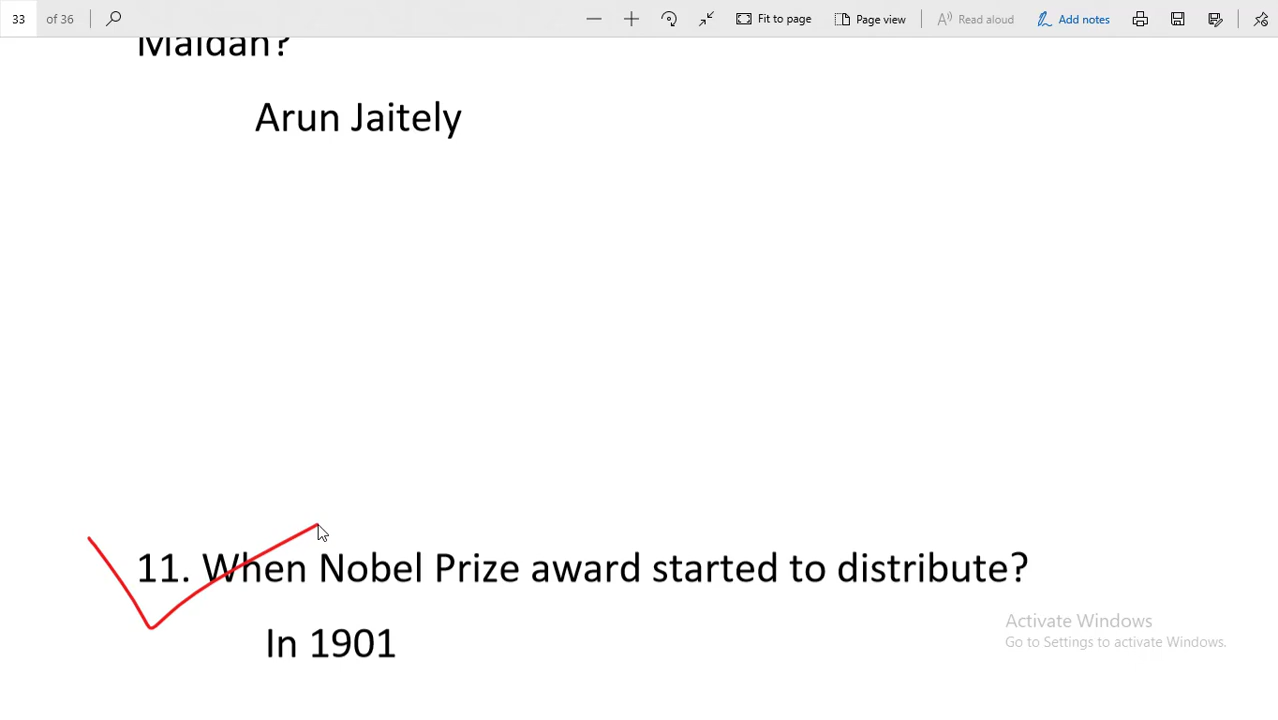 33 of 36 Fit to page Page view Read aloud Add notes
Maidan?
Arun Jaitely
11. When Nobel Prize award started to distribute?
In 1901
Activate Windows
Go to Settings to activate Windows.